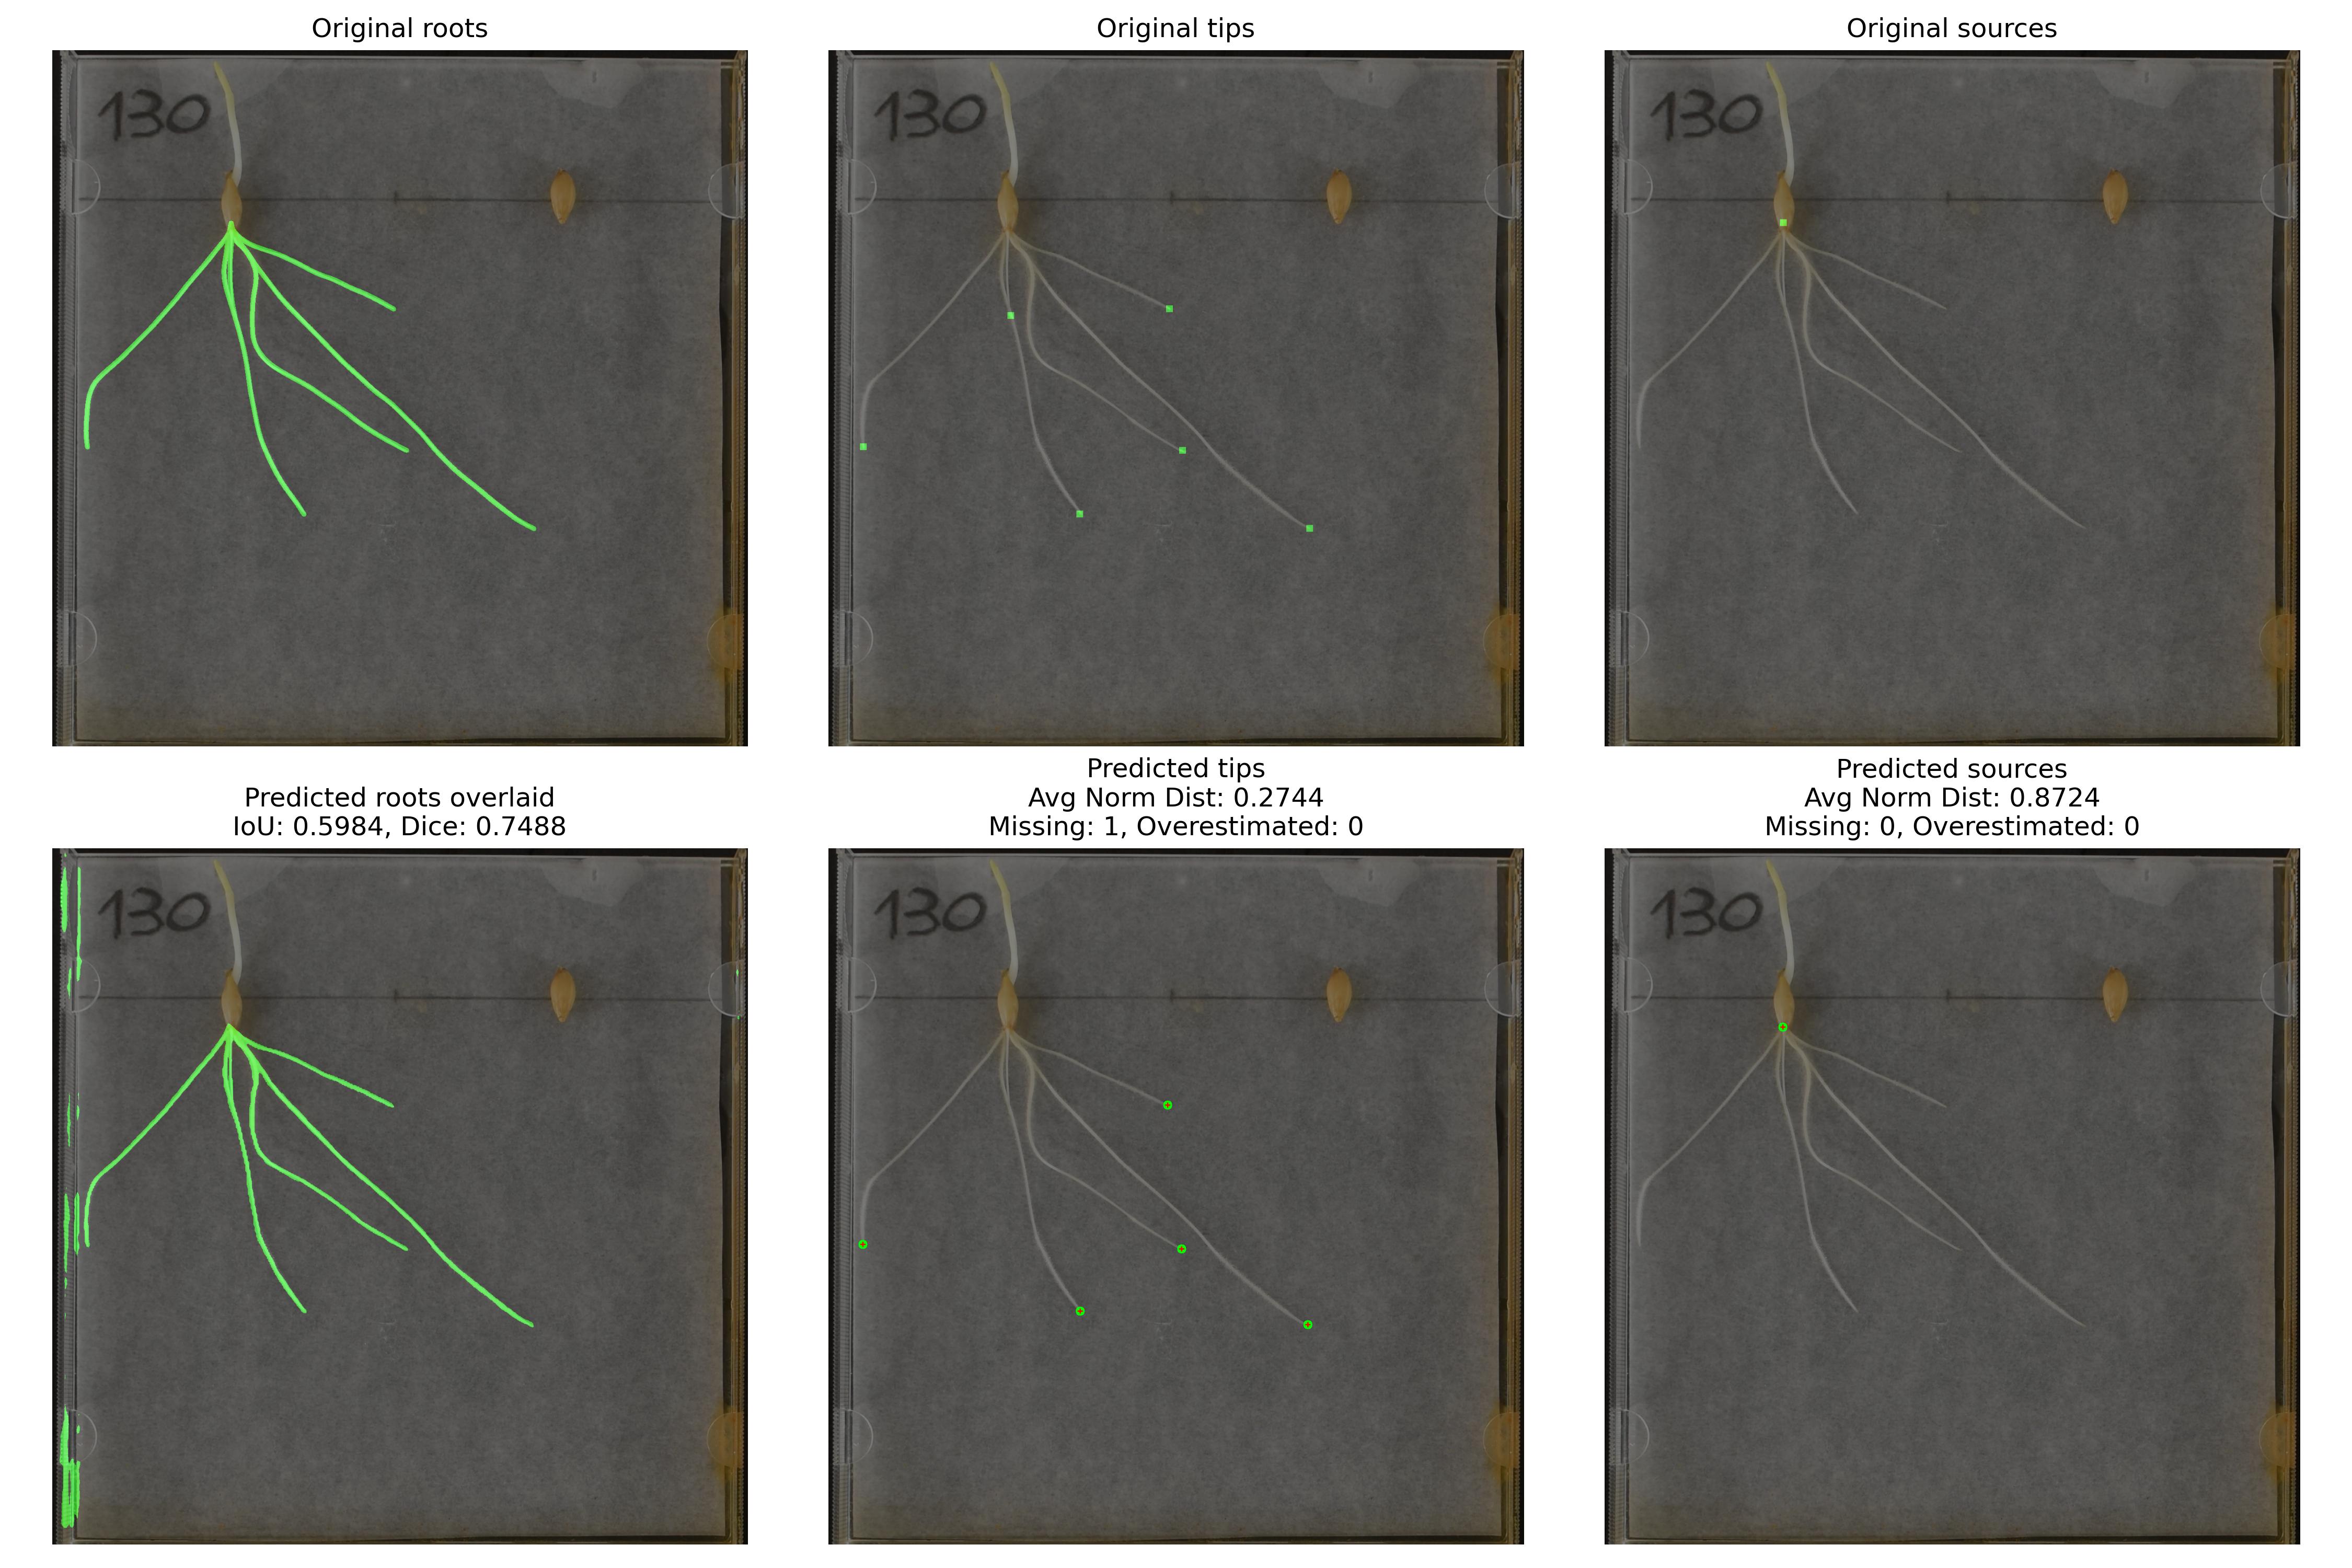 Original roots
Original tips
Original sources
130
130
130
Predicted roots overlaid
IoU: 0.5984, Dice: 0.7488
Predicted tips
Avg Norm Dist: 0.2744
Missing: 1, Overestimated: 0
Predicted sources
Avg Norm Dist: 0.8724
Missing: 0, Overestimated: 0
130
130
130